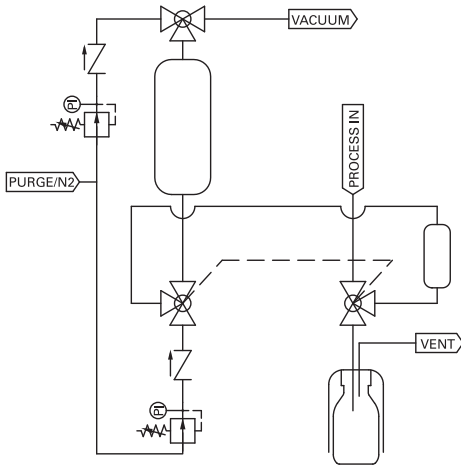 VACUUM
PI
PROCESS IN
PURGE/N2
VENT
PI